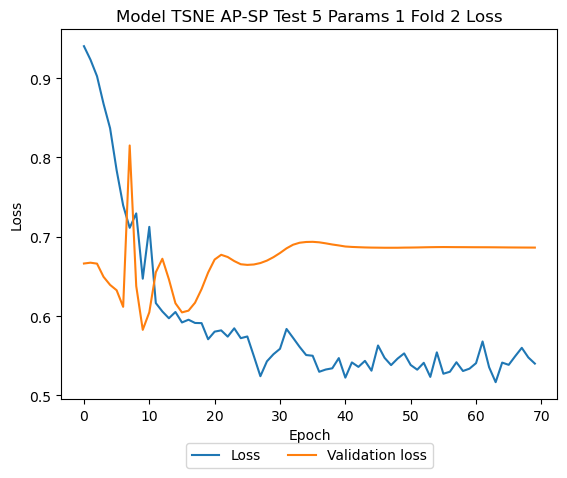 Model TSNE AP-SP Test 5 Params 1 Fold 2 Loss
0.9
0.8
0.7
0.6
0.5
Loss
0 10 20 30 40 50 60 70
Epoch
Loss Validation loss